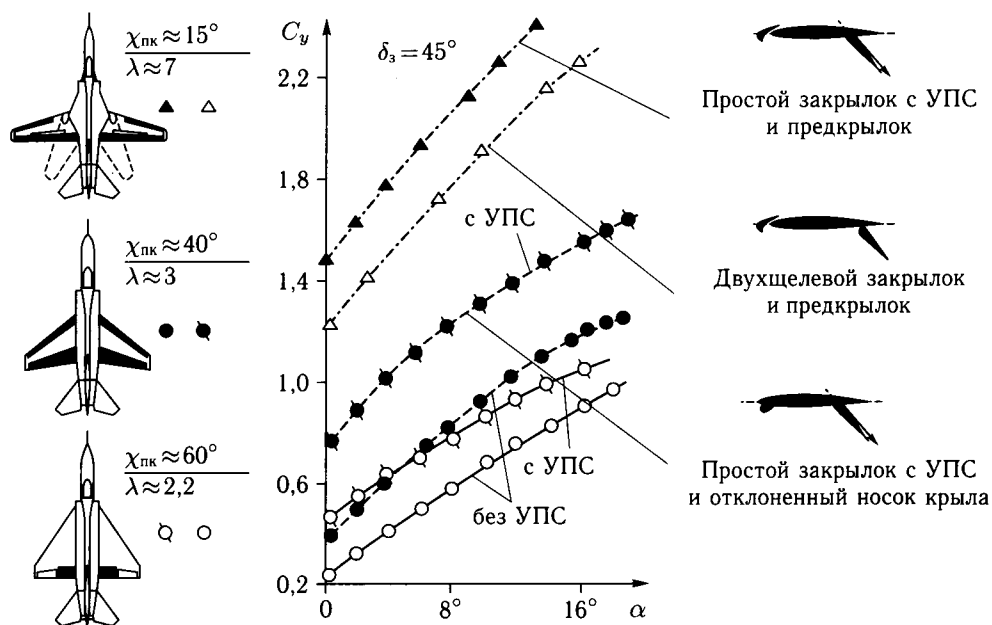 χпк ≈ 15°
λ ≈ 7
χпк ≈ 40°
λ ≈ 3
χпк ≈ 60°
λ ≈ 2,2
Cy
δз = 45°
2,2
1,8
1,4
1,0
0,6
0,2
0
8°
16°
α
с УПС
с УПС
без УПС
Простой закрылок с УПС
и предкрылок
Двухщелевой закрылок
и предкрылок
Простой закрылок с УПС
и отклоненный носок крыла